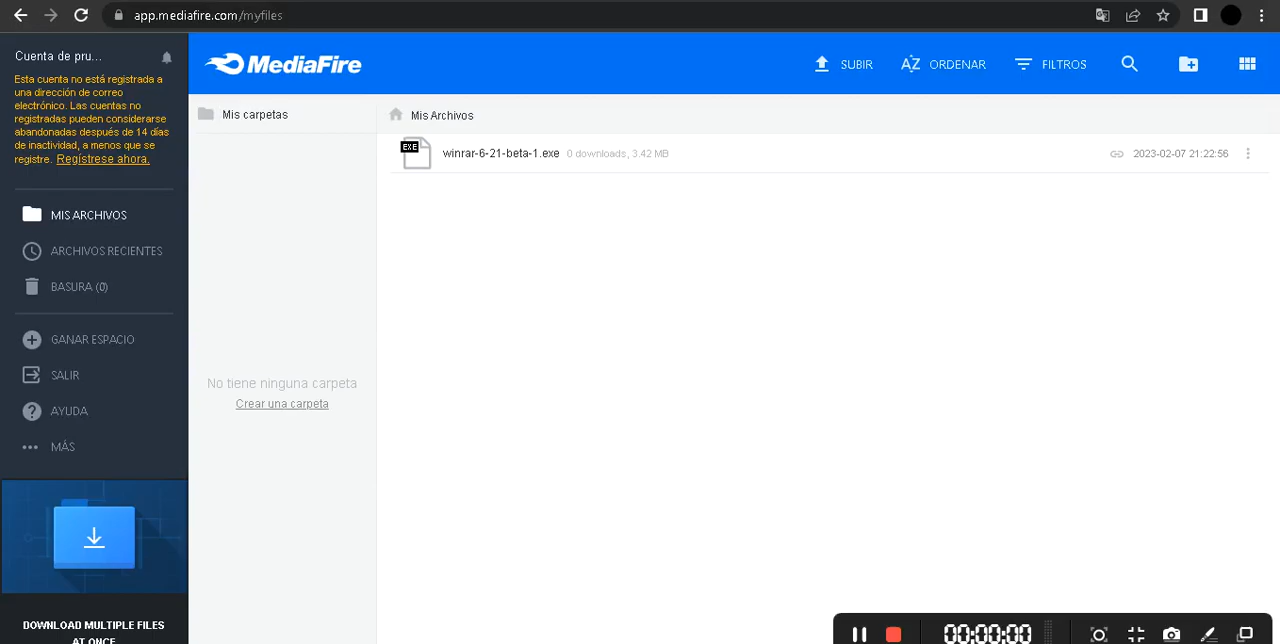 app.mediafire.com/myfiles
Cuenta de pru...
Esta cuenta no está registrada a
una dirección de correo
electrónico. Las cuentas no
registradas pueden considerarse
abandonadas después de 14 días
de inactividad, a menos que se
registre. Regístrese ahora.
MIS ARCHIVOS
ARCHIVOS RECIENTES
BASURA (0)
GANAR ESPACIO
SALIR
AYUDA
MÁS
DOWNLOAD MULTIPLE FILES
AT ONCE
MediaFire
SUBIR
AZ ORDENAR
FILTROS
Mis carpetas
No tiene ninguna carpeta
Crear una carpeta
Mis Archivos
EXE
winrar-6-21-beta-1.exe 0 downloads, 3.42 MB
2023-02-07 21:22:56
00:00:00